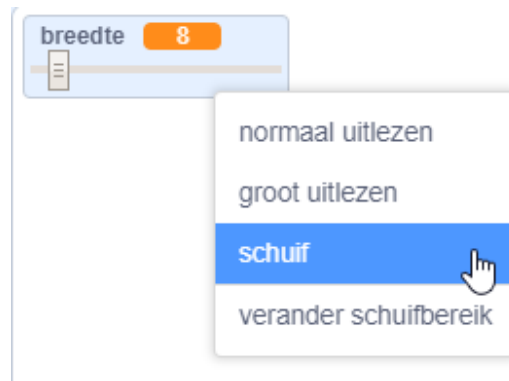 breedte 8
normaal uitlezen
groot uitlezen
schuif
verander schuifbereik